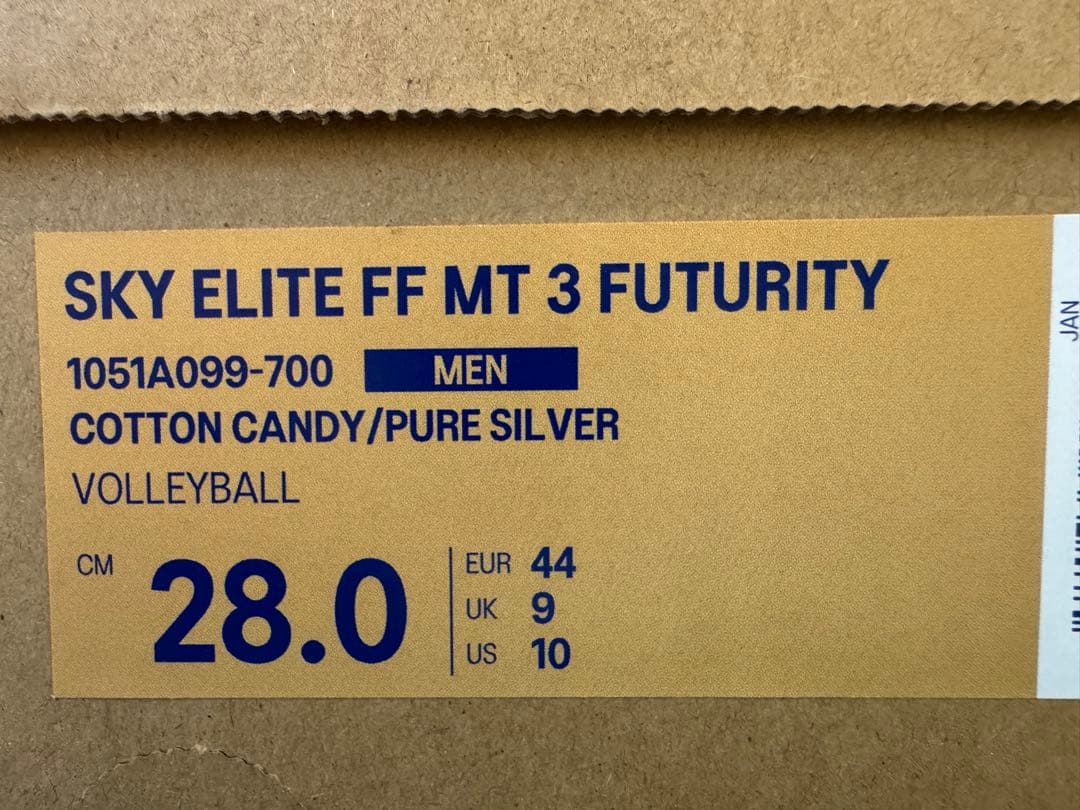 SKY ELITE FF MT 3 FUTURITY
1051A099-700 MEN
COTTON CANDY/PURE SILVER
VOLLEYBALL
CM 28.0
EUR 44
UK 9
US 10
JAN